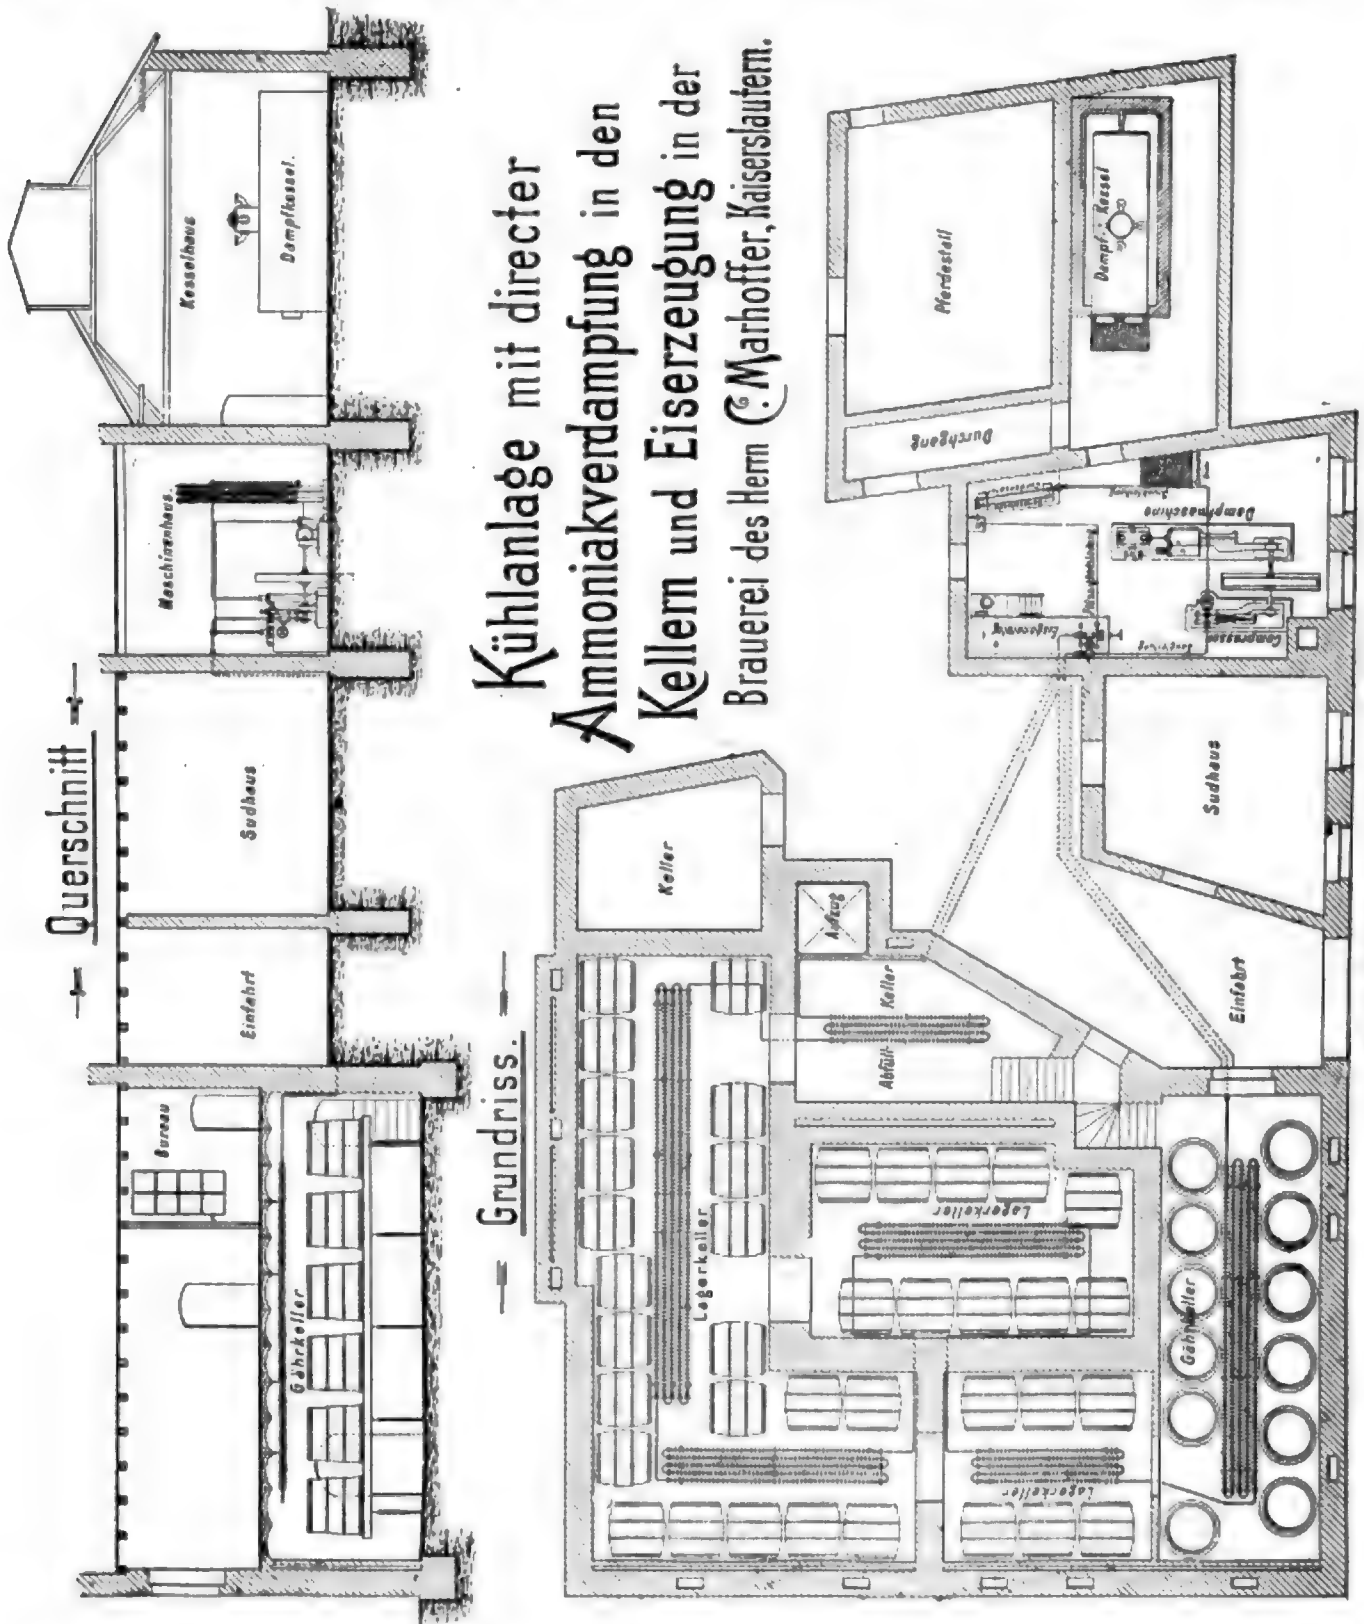 Querschnitt
Bureau
Gährkeller
Einfahrt
Sudhaus
Maschinenhaus.
Kesselhaus
Dampfkessel.
Kühlanlage mit directer
Ammoniakverdampfung in den
Kellern und Eiserzeugung in der
Brauerei des Herrn C. Marhoffer, Kaiserslautern.
Grundriss.
Keller
Aufzug
Abfüll-Keller
Lagerkeller
Lagerkeller
Lagerkeller
Gährkeller
Einfahrt
Sudhaus
Pferdestall
Durchgang
Dampf-Kessel
Dampfmaschine
Compressor